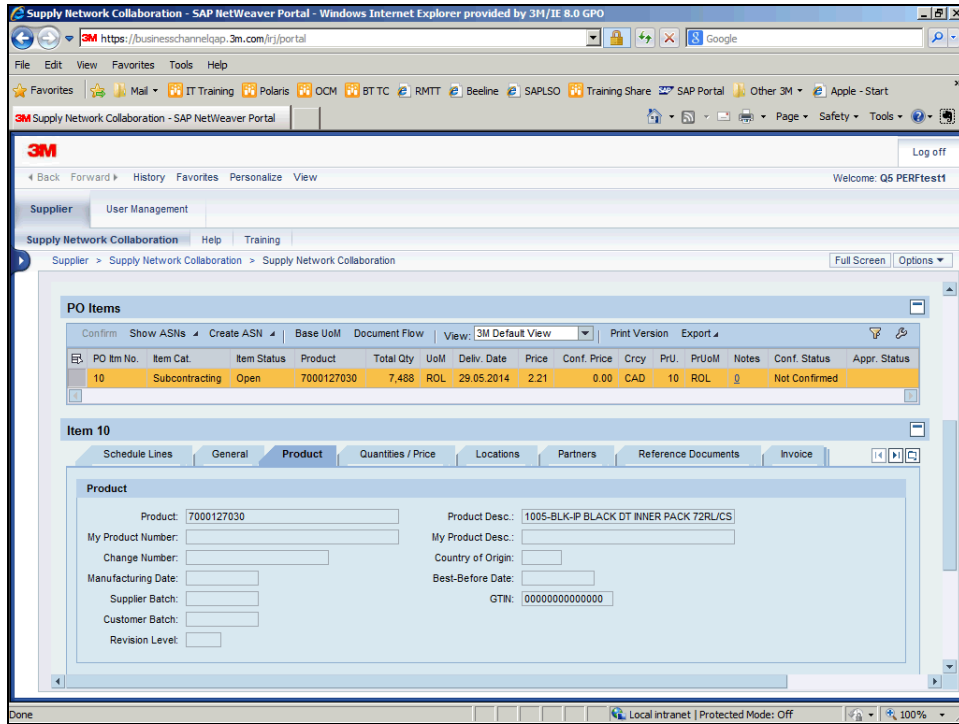 Supply Network Collaboration - SAP NetWeaver Portal - Windows Internet Explorer provided by 3M/IE 8.0 GPO
3M https://businesschannelqap.3m.com/irj/portal Google
File Edit View Favorites Tools Help
Favorites Mail IT Training Polaris OCM BT TC RMTT Beeline SAPLSO Training Share SAP Portal Other 3M Apple - Start
3M Supply Network Collaboration - SAP NetWeaver Portal Page Safety Tools
3M Log off
Back Forward History Favorites Personalize View Welcome: Q5 PERFtest1
Supplier User Management
Supply Network Collaboration Help Training
Supplier > Supply Network Collaboration > Supply Network Collaboration Full Screen Options
PO Items
Confirm Show ASNs Create ASN Base UoM Document Flow View: 3M Default View Print Version Export
PO Itm No. Item Cat. Item Status Product Total Qty UoM Deliv. Date Price Conf. Price Crcy PrU. PrUoM Notes Conf. Status Appr. Status
10 Subcontracting Open 7000127030 7,488 ROL 29.05.2014 2.21 0.00 CAD 10 ROL 0 Not Confirmed
Item 10
Schedule Lines General Product Quantities / Price Locations Partners Reference Documents Invoice
Product
Product: 7000127030 Product Desc.: 1005-BLK-IP BLACK DT INNER PACK 72RL/CS
My Product Number: My Product Desc.:
Change Number: Country of Origin:
Manufacturing Date: Best-Before Date:
Supplier Batch: GTIN: 00000000000000
Customer Batch:
Revision Level:
Done Local intranet | Protected Mode: Off 100%